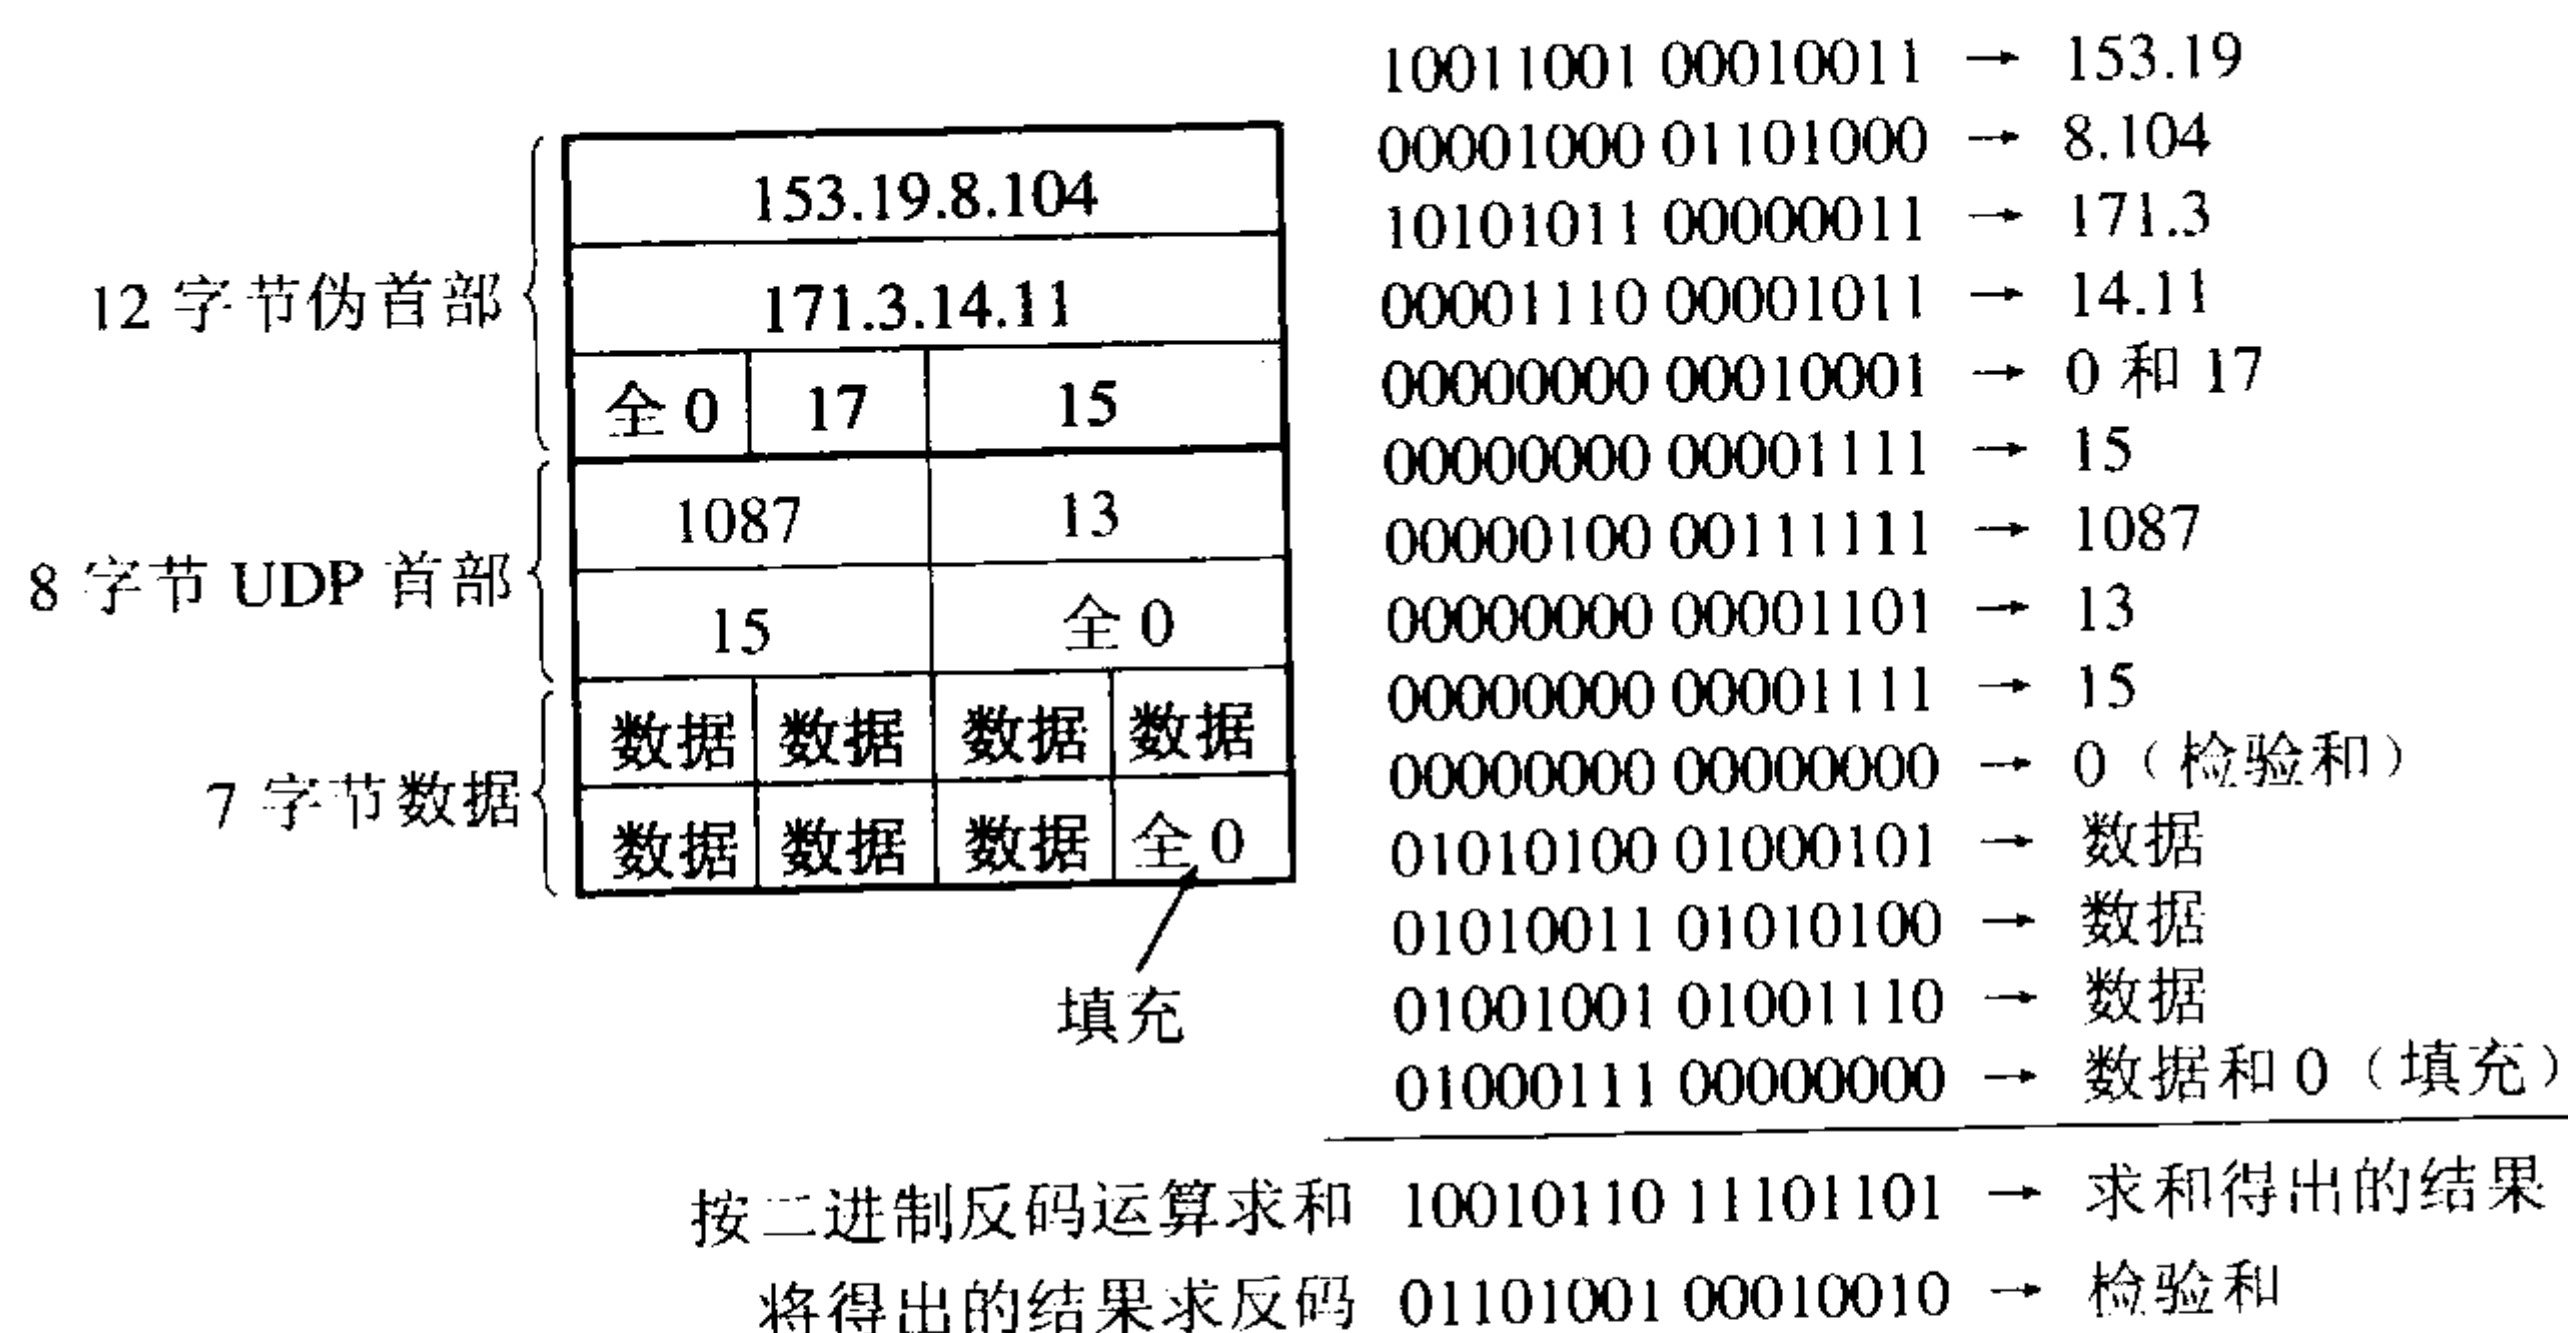 12 字节伪首部
153.19.8.104
171.3.14.11
全 0 17 15
8 字节 UDP 首部
1087 13
15 全 0
7 字节数据
数据 数据 数据 数据
数据 数据 数据 全 0
填充
10011001 00010011 → 153.19
00001000 01101000 → 8.104
10101011 00000011 → 171.3
00001110 00001011 → 14.11
00000000 00010001 → 0 和 17
00000000 00001111 → 15
00000100 00111111 → 1087
00000000 00001101 → 13
00000000 00001111 → 15
00000000 00000000 → 0（检验和）
01010100 01000101 → 数据
01010011 01010100 → 数据
01001001 01001110 → 数据
01000111 00000000 → 数据和 0（填充）
按二进制反码运算求和 10010110 11101101 → 求和得出的结果
将得出的结果求反码 01101001 00010010 → 检验和